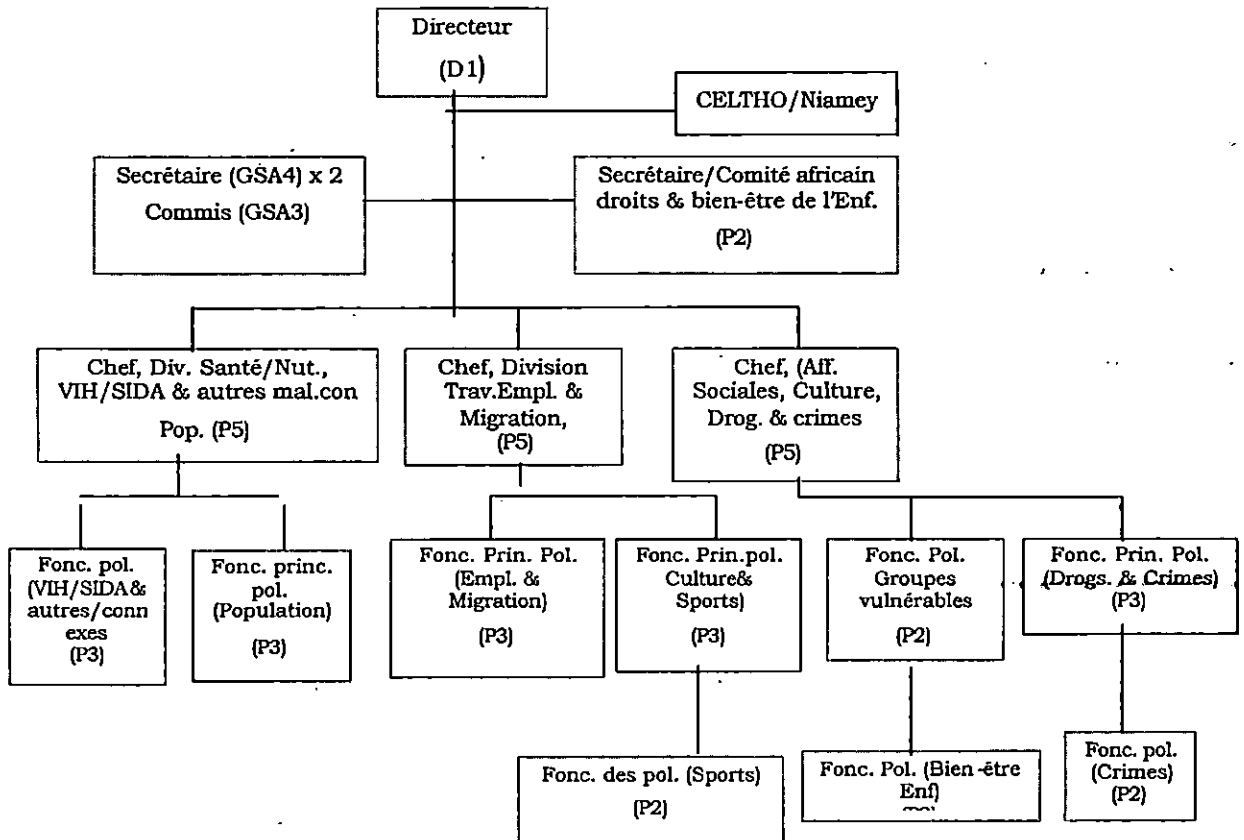 Directeur
(D1)
CELTHO/Niamey
Secrétaire (GSA4) x 2
Commis (GSA3)
Secrétaire/Comité africain
droits & bien-être de l'Enf.
(P2)
Chef, Div. Santé/Nut.,
VIH/SIDA & autres mal.con
Pop. (P5)
Chef, Division
Trav.Empl. &
Migration,
(P5)
Chef, (Aff.
Sociales, Culture,
Drog. & crimes
(P5)
Fonc. pol.
(VIH/SIDA&
autres/conn
exes
(P3)
Fonc. princ.
pol.
(Population)
(P3)
Fonc. Prin. Pol.
(Empl. &
Migration)
(P3)
Fonc. Prin.pol.
Culture&
Sports)
(P3)
Fonc. Pol.
Groupes
vulnérables
(P2)
Fonc. Prin. Pol.
(Drogs. & Crimes)
(P3)
Fonc. des pol. (Sports)
(P2)
Fonc. Pol. (Bien-être
Enf)
Fonc. pol.
(Crimes)
(P2)